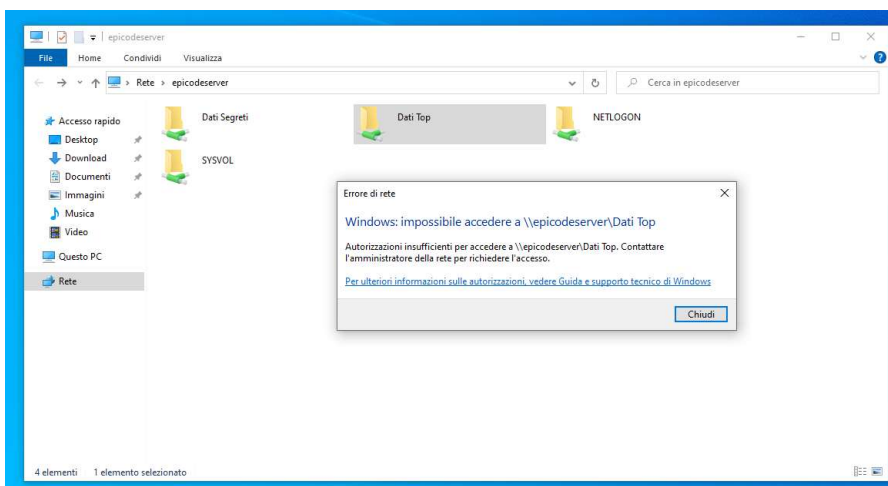 epicodeserver
File Home Condividi Visualizza
Rete > epicodeserver
Cerca in epicodeserver
Accesso rapido
Desktop
Download
Documenti
Immagini
Musica
Video
Questo PC
Rete
Dati Segreti
Dati Top
NETLOGON
SYSVOL
Errore di rete
Windows: impossibile accedere a \\epicodeserver\Dati Top
Autorizzazioni insufficienti per accedere a \\epicodeserver\Dati Top. Contattare
l'amministratore della rete per richiedere l'accesso.
Per ulteriori informazioni sulle autorizzazioni, vedere Guida e supporto tecnico di Windows
Chiudi
4 elementi 1 elemento selezionato